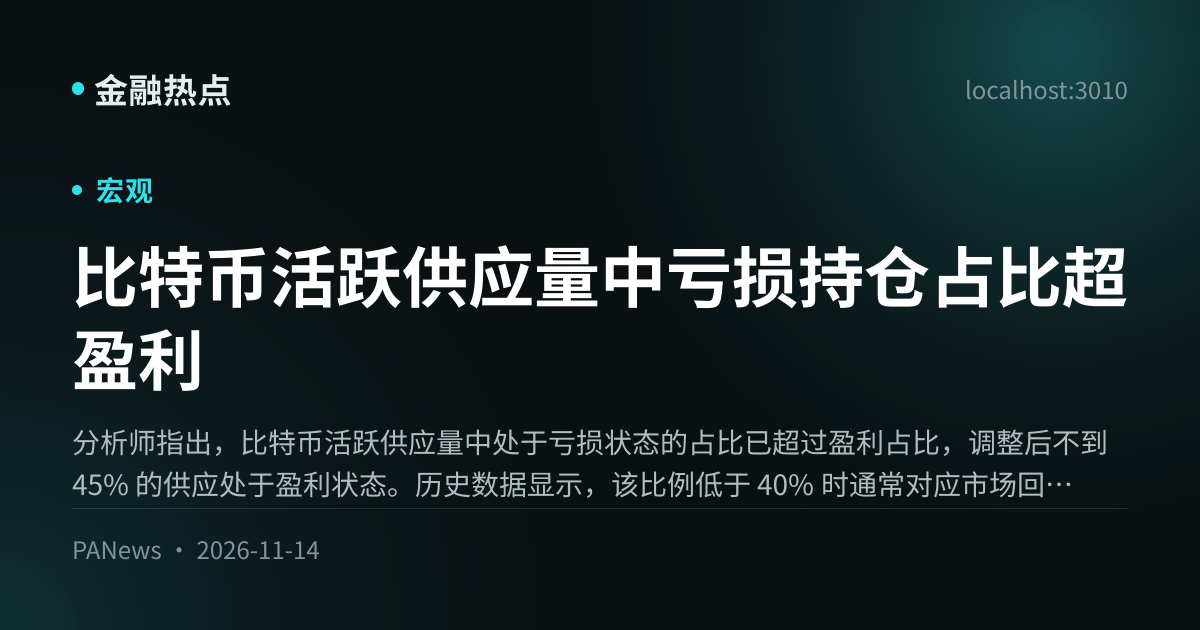 金融热点
localhost:3010
宏观
比特币活跃供应量中亏损持仓占比超
盈利
分析师指出，比特币活跃供应量中处于亏损状态的占比已超过盈利占比，调整后不到
45% 的供应处于盈利状态。历史数据显示，该比例低于 40% 时通常对应市场回…
PANews • 2026-11-14